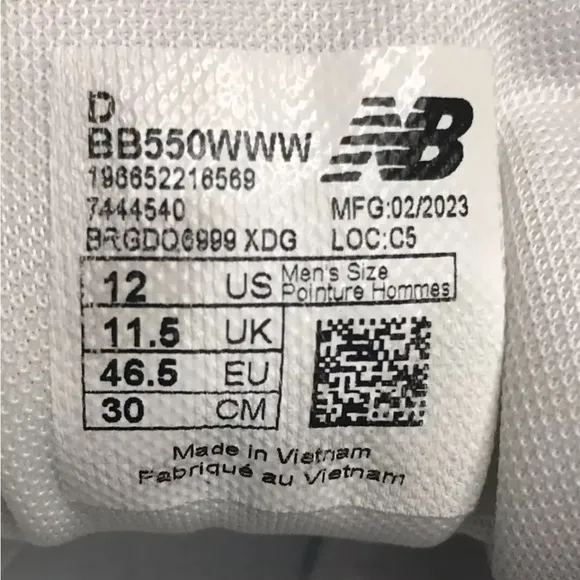 D
BB550WWW
NB
196652216569
7444540 MFG:02/2023
BRGDQ6999 XDG LOC:C5
12 US Men's Size
Pointure Hommes
11.5 UK
46.5 EU
30 CM
Made in Vietnam
Fabriqué au Vietnam